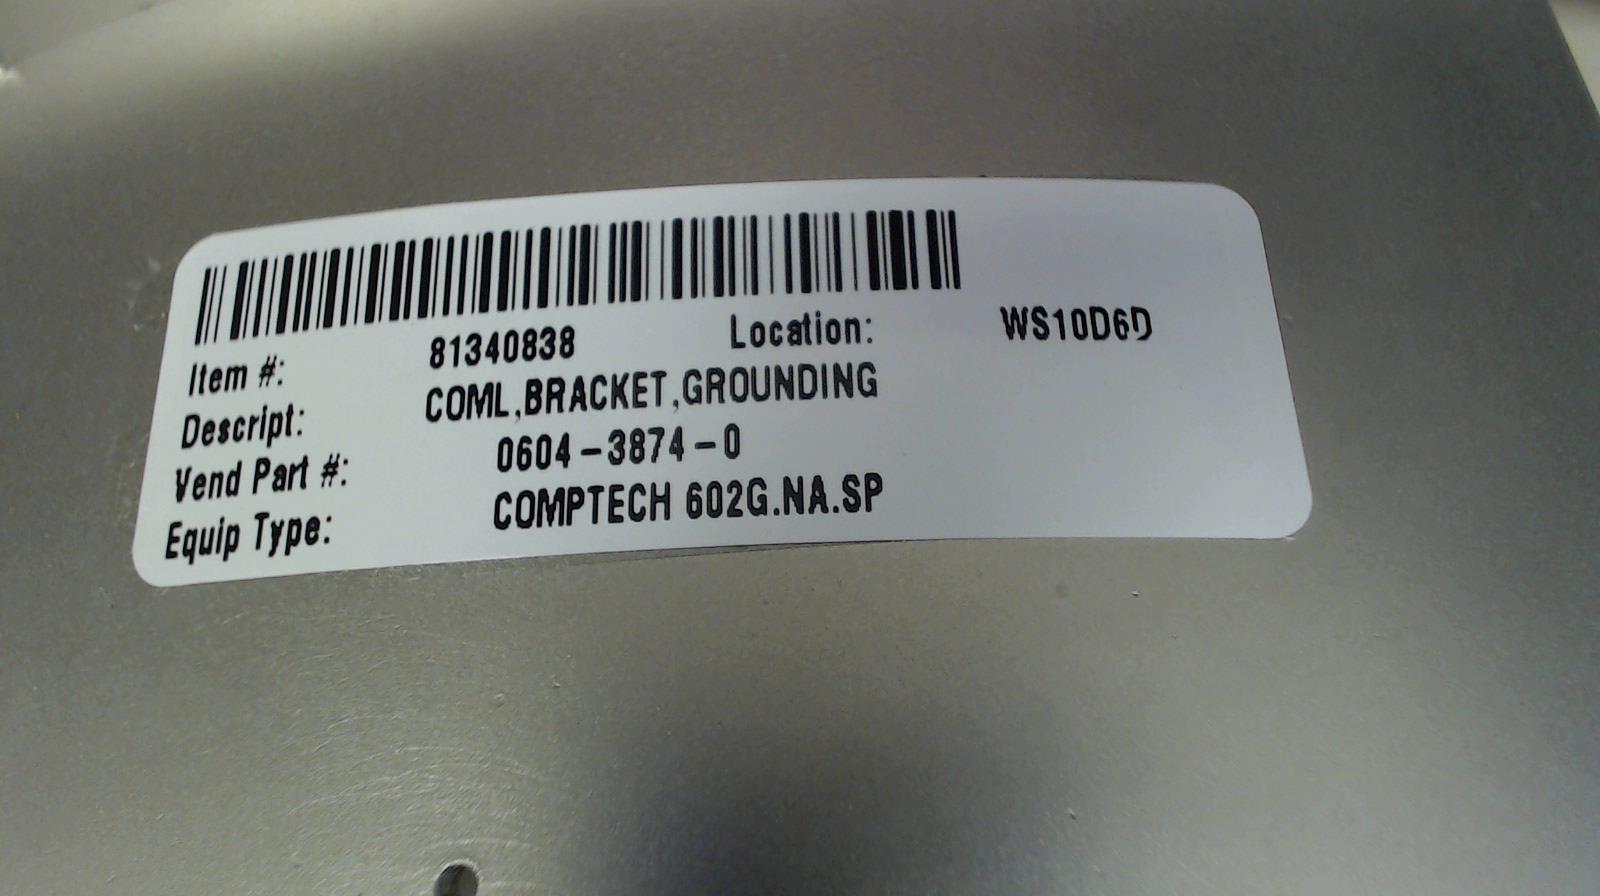 Item #: 81340838 Location: WS10D6D
Descript: COML,BRACKET,GROUNDING
Vend Part #: 0604-3874-0
Equip Type: COMPTECH 602G.NA.SP